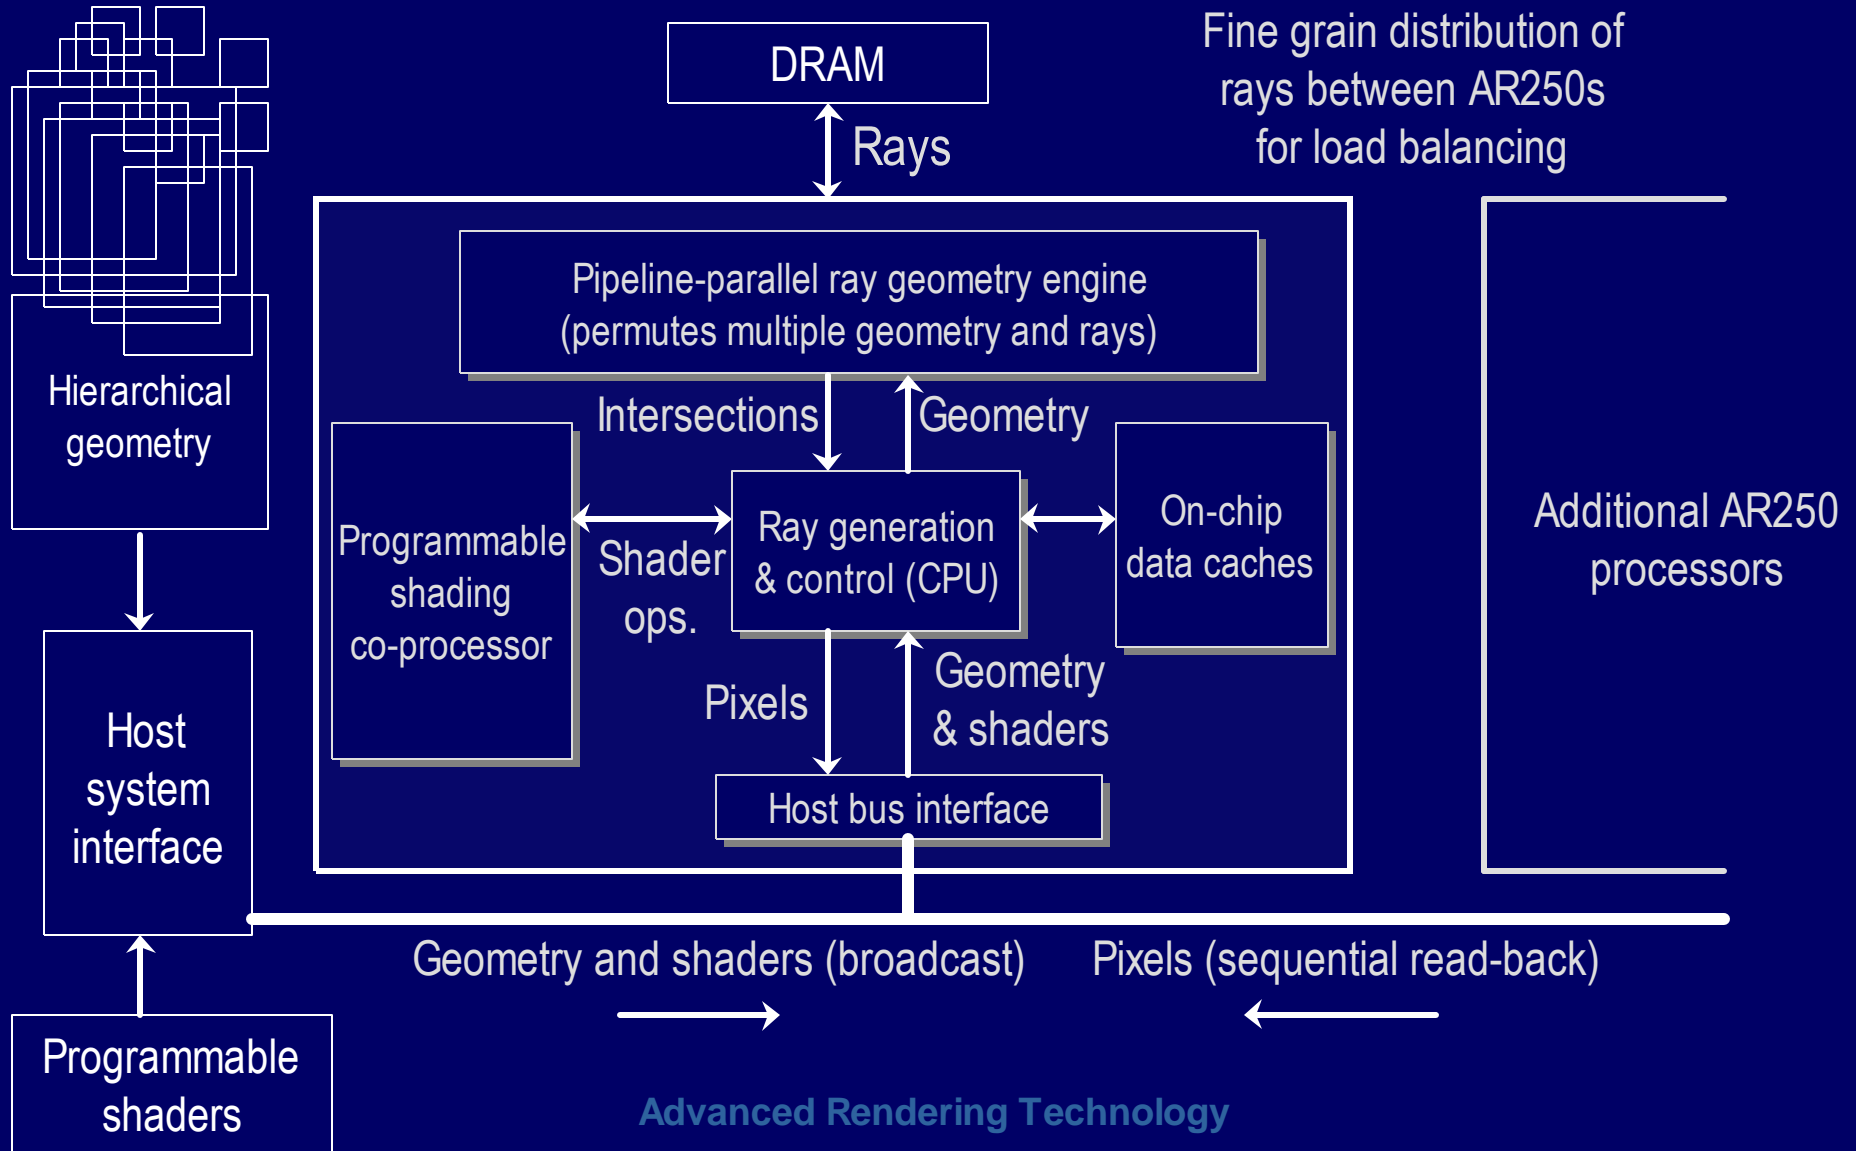 DRAM
Fine grain distribution of
rays between AR250s
for load balancing
Rays
Pipeline-parallel ray geometry engine
(permutes multiple geometry and rays)
Hierarchical
geometry
Intersections
Geometry
Programmable
shading
co-processor
Shader
ops.
Ray generation
& control (CPU)
On-chip
data caches
Additional AR250
processors
Pixels
Geometry
& shaders
Host
system
interface
Host bus interface
Geometry and shaders (broadcast)
Pixels (sequential read-back)
Programmable
shaders
Advanced Rendering Technology